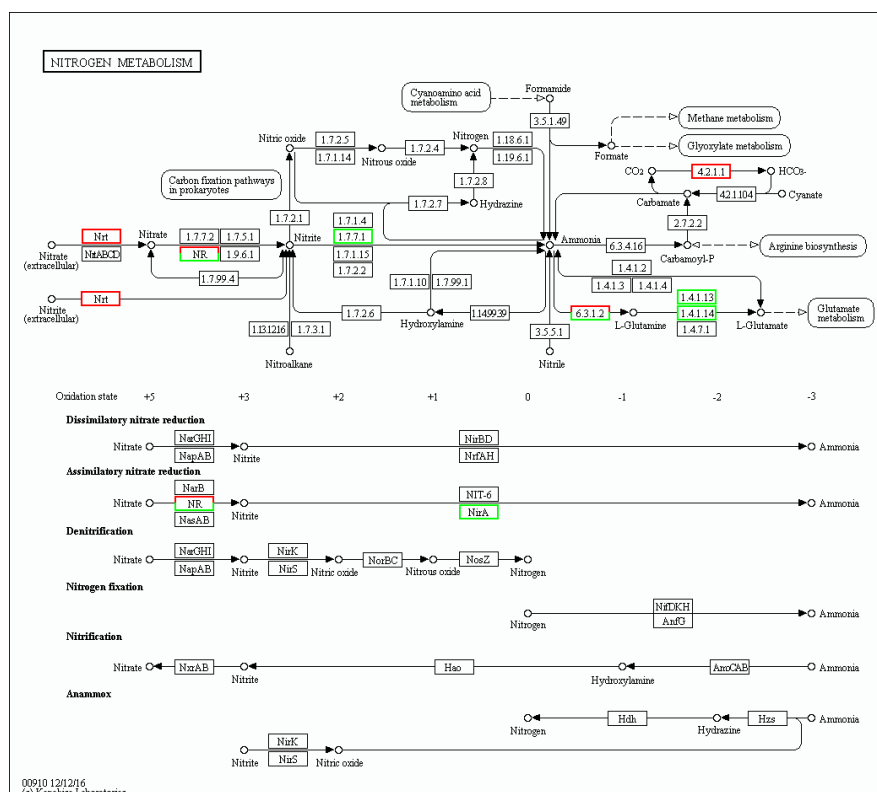 NITROGEN METABOLISM
Cyanoamino acid
metabolism
Formamide
3.5.1.49
Methane metabolism
Glyoxylate metabolism
Formate
Nitric oxide
1.7.2.5
1.7.1.14
Nitrous oxide
1.7.2.4
Nitrogen
1.18.6.1
1.19.6.1
Carbon fixation pathways
in prokaryotes
1.7.2.8
1.7.2.7
Hydrazine
CO2
4.2.1.1
HCO3-
Carbamate
4.2.1.104
Cyanate
1.7.2.1
2.7.2.2
Nrt
NrtABCD
Nitrate
(extracellular)
Nitrate
1.7.7.2
1.7.5.1
NR
1.9.6.1
Nitrite
1.7.1.4
1.7.7.1
1.7.1.15
1.7.2.2
Ammonia
6.3.4.16
Carbamoyl-P
Arginine biosynthesis
1.7.99.4
1.4.1.2
1.4.1.3
1.4.1.4
1.7.1.10
1.7.99.1
Nrt
Nitrite
(extracellular)
1.7.2.6
Hydroxylamine
1.14.99.39
6.3.1.2
L-Glutamine
1.4.1.13
1.4.1.14
1.4.7.1
L-Glutamate
Glutamate
metabolism
1.13.12.16
1.7.3.1
3.5.5.1
Nitroalkane
Nitrile
Oxidation state +5 +3 +2 +1 0 -1 -2 -3
Dissimilatory nitrate reduction
Nitrate
NarGHI
NapAB
Nitrite
NirBD
NrfAH
Ammonia
Assimilatory nitrate reduction
Nitrate
NarB
NR
NasAB
Nitrite
NIT-6
NirA
Ammonia
Denitrification
Nitrate
NarGHI
NapAB
Nitrite
NirK
NirS
Nitric oxide
NorBC
Nitrous oxide
NosZ
Nitrogen
Nitrogen fixation
Nitrogen
NifDKH
AnfG
Ammonia
Nitrification
Nitrate
NxrAB
Nitrite
Hao
Hydroxylamine
AmoCAB
Ammonia
Anammox
Nitrogen
Hdh
Hydrazine
Hzs
Ammonia
Nitrite
NirK
NirS
Nitric oxide
00910 12/12/16
(c) Kanehisa Laboratories